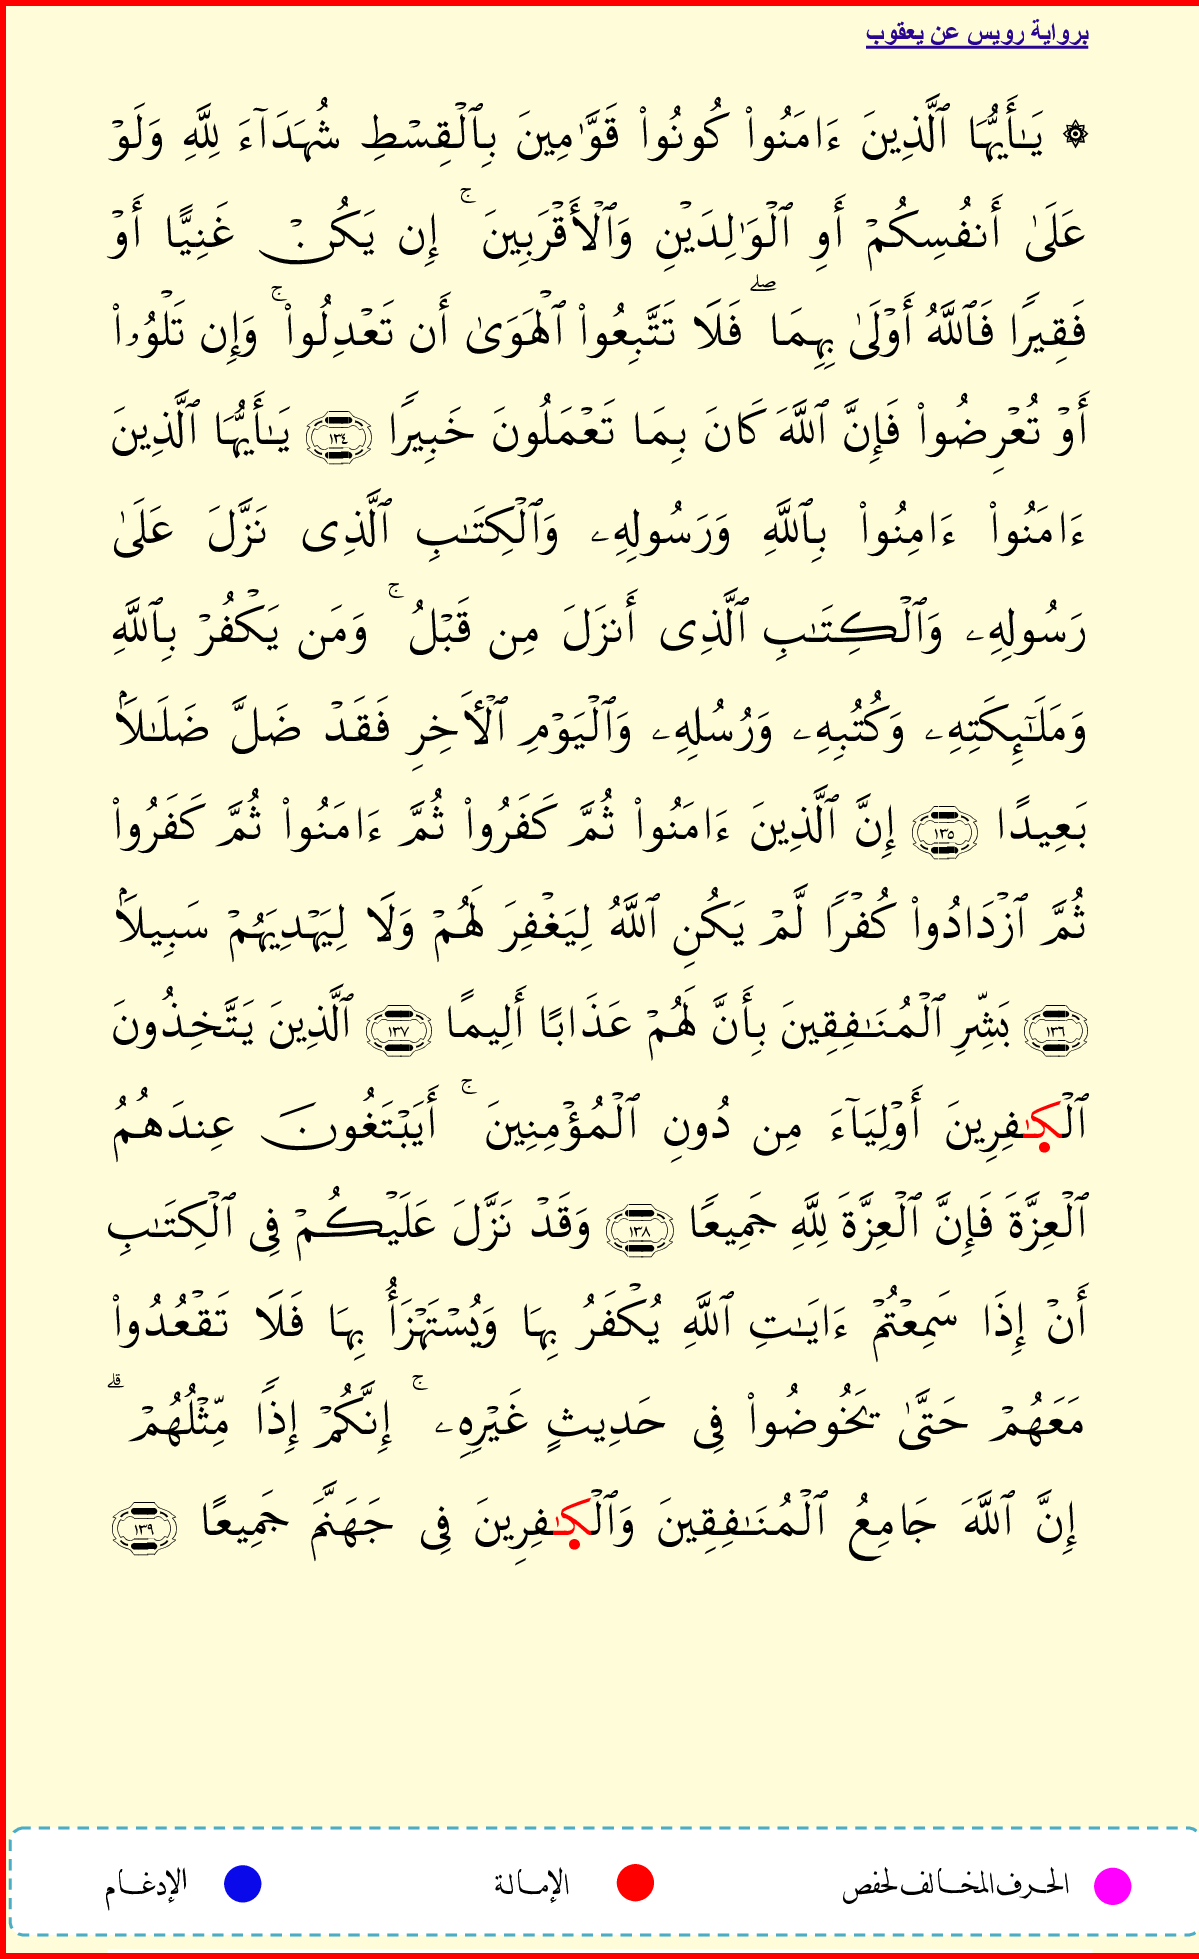 برواية رويس عن يعقوب
۞ يَـٰٓأَيُّهَا ٱلَّذِينَ ءَامَنُوا۟ كُونُوا۟ قَوَّٰمِينَ بِٱلْقِسْطِ شُهَدَآءَ لِلَّهِ وَلَوْ
عَلَىٰٓ أَنفُسِكُمْ أَوِ ٱلْوَٰلِدَيْنِ وَٱلْأَقْرَبِينَ ۚ إِن يَكُنْ غَنِيًّا أَوْ
فَقِيرًا فَٱللَّهُ أَوْلَىٰ بِهِمَا ۖ فَلَا تَتَّبِعُوا۟ ٱلْهَوَىٰٓ أَن تَعْدِلُوا۟ ۚ وَإِن تَلْوُۥٓا۟
أَوْ تُعْرِضُوا۟ فَإِنَّ ٱللَّهَ كَانَ بِمَا تَعْمَلُونَ خَبِيرًا ١٣٤ يَـٰٓأَيُّهَا ٱلَّذِينَ
ءَامَنُوٓا۟ ءَامِنُوا۟ بِٱللَّهِ وَرَسُولِهِۦ وَٱلْكِتَـٰبِ ٱلَّذِى نَزَّلَ عَلَىٰ
رَسُولِهِۦ وَٱلْكِتَـٰبِ ٱلَّذِىٓ أَنزَلَ مِن قَبْلُ ۚ وَمَن يَكْفُرْ بِٱللَّهِ
وَمَلَـٰٓئِكَتِهِۦ وَكُتُبِهِۦ وَرُسُلِهِۦ وَٱلْيَوْمِ ٱلْـَٔاخِرِ فَقَدْ ضَلَّ ضَلَـٰلًۢا
بَعِيدًا ١٣٥ إِنَّ ٱلَّذِينَ ءَامَنُوا۟ ثُمَّ كَفَرُوا۟ ثُمَّ ءَامَنُوا۟ ثُمَّ كَفَرُوا۟
ثُمَّ ٱزْدَادُوا۟ كُفْرًا لَّمْ يَكُنِ ٱللَّهُ لِيَغْفِرَ لَهُمْ وَلَا لِيَهْدِيَهُمْ سَبِيلًۢا
١٣٦ بَشِّرِ ٱلْمُنَـٰفِقِينَ بِأَنَّ لَهُمْ عَذَابًا أَلِيمًا ١٣٧ ٱلَّذِينَ يَتَّخِذُونَ
ٱلْكَـٰفِرِينَ أَوْلِيَآءَ مِن دُونِ ٱلْمُؤْمِنِينَ ۚ أَيَبْتَغُونَ عِندَهُمُ
ٱلْعِزَّةَ فَإِنَّ ٱلْعِزَّةَ لِلَّهِ جَمِيعًا ١٣٨ وَقَدْ نَزَّلَ عَلَيْكُمْ فِى ٱلْكِتَـٰبِ
أَنْ إِذَا سَمِعْتُمْ ءَايَـٰتِ ٱللَّهِ يُكْفَرُ بِهَا وَيُسْتَهْزَأُ بِهَا فَلَا تَقْعُدُوا۟
مَعَهُمْ حَتَّىٰ يَخُوضُوا۟ فِى حَدِيثٍ غَيْرِهِۦٓ ۚ إِنَّكُمْ إِذًا مِّثْلُهُمْ ۗ
إِنَّ ٱللَّهَ جَامِعُ ٱلْمُنَـٰفِقِينَ وَٱلْكَـٰفِرِينَ فِى جَهَنَّمَ جَمِيعًا ١٣٩
الحرف المخالف لحفص الإمالة الإدغام